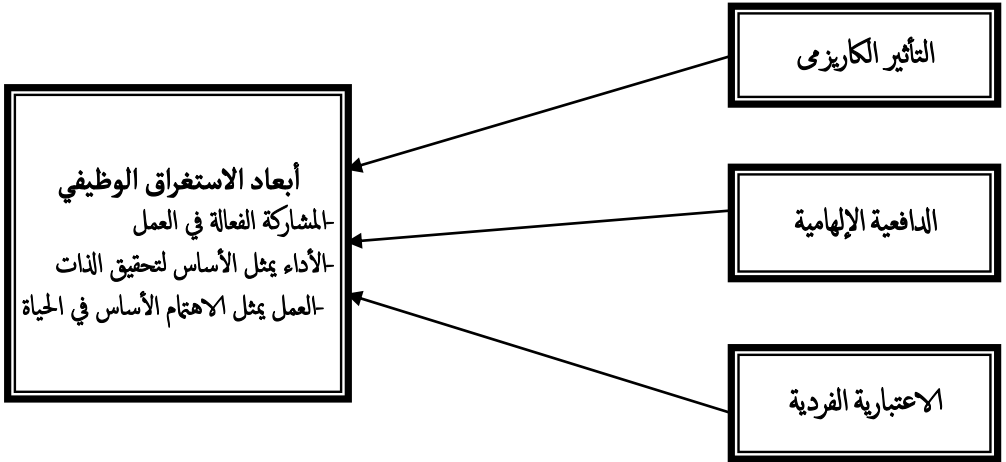 التأثير الكاريزمى
الدافعية الإلهامية
الاعتبارية الفردية
أبعاد الاستغراق الوظيفي
-المشاركة الفعالة في العمل
-الأداء يمثل الأساس لتحقيق الذات
-العمل يمثل الاهتمام الأساس في الحياة